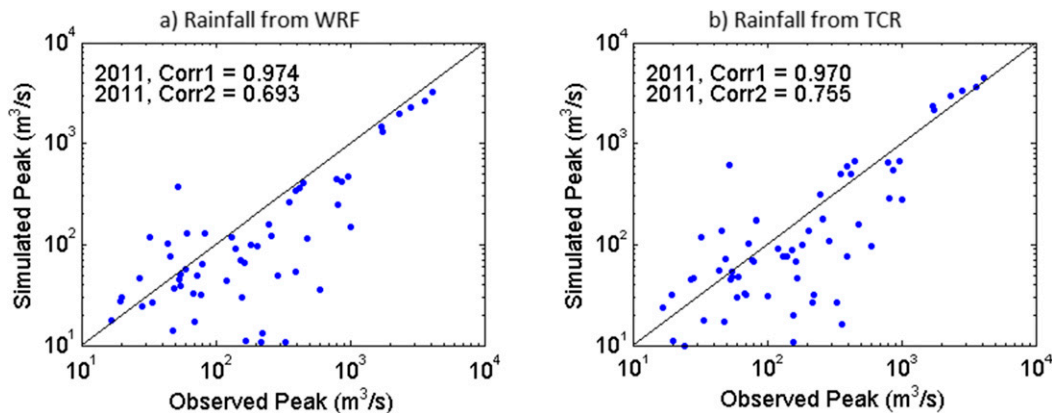 a) Rainfall from WRF
10^4
10^3
10^2
10^1
Simulated Peak (m^3/s)
2011, Corr1 = 0.974
2011, Corr2 = 0.693
10^1 10^2 10^3 10^4
Observed Peak (m^3/s)
b) Rainfall from TCR
10^4
10^3
10^2
10^1
Simulated Peak (m^3/s)
2011, Corr1 = 0.970
2011, Corr2 = 0.755
10^1 10^2 10^3 10^4
Observed Peak (m^3/s)